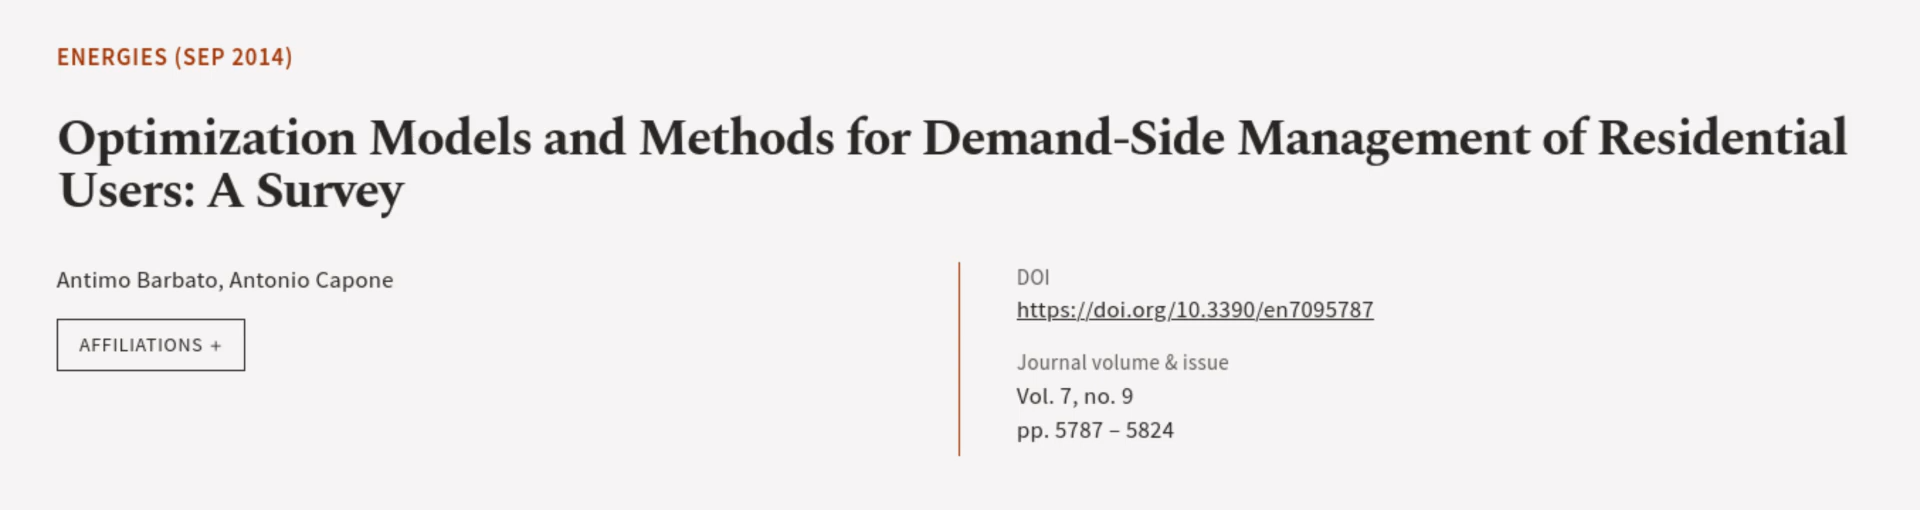 ENERGIES (SEP 2014)
Optimization Models and Methods for Demand-Side Management of Residential
Users: A Survey
Antimo Barbato, Antonio Capone
AFFILIATIONS +
DOI
https://doi.org/10.3390/en7095787
Journal volume & issue
Vol. 7, no. 9
pp. 5787 – 5824